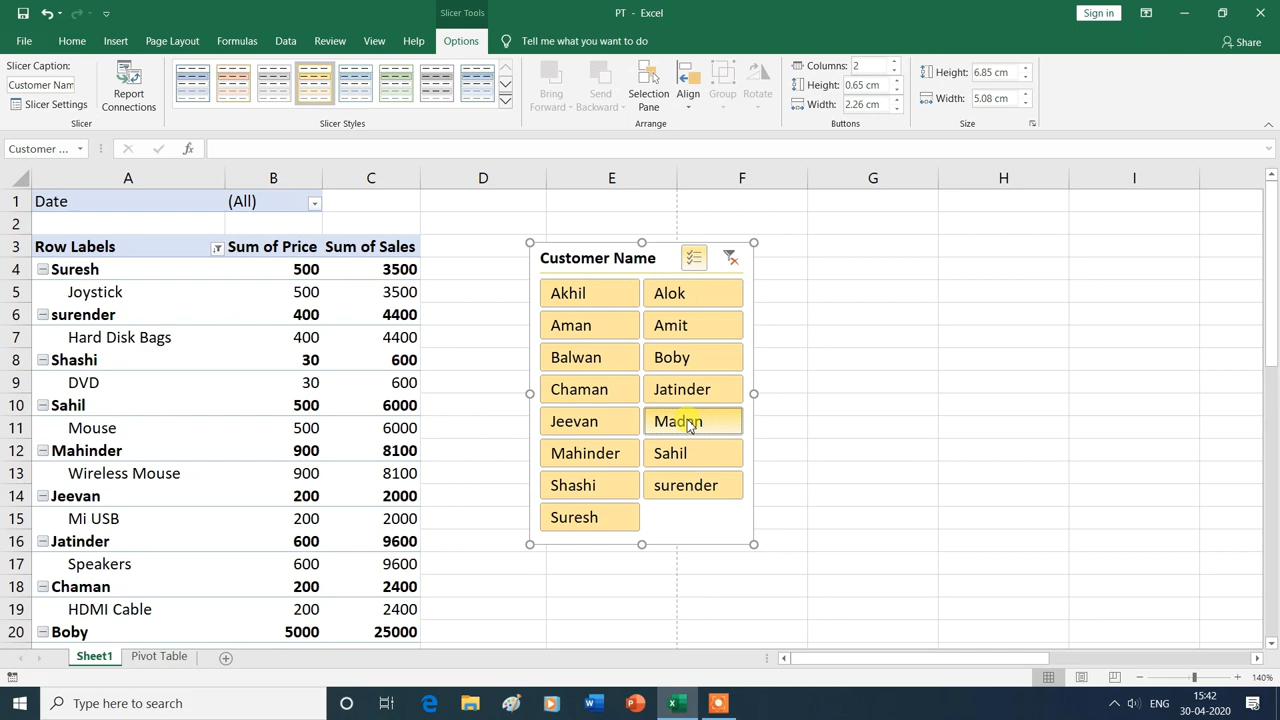 Slicer Tools
PT - Excel
Sign in
File Home Insert Page Layout Formulas Data Review View Help Options Tell me what you want to do Share
Slicer Caption:
Customer Nam
Slicer Settings
Report Connections
Slicer
Slicer Styles
Bring Forward
Send Backward
Selection Pane
Align
Group
Rotate
Arrange
Columns: 2
Height: 0.65 cm
Width: 2.26 cm
Buttons
Height: 6.85 cm
Width: 5.08 cm
Size
Customer ... fx
A B C D E F G H I
1 Date (All)
2
3 Row Labels Sum of Price Sum of Sales
4 Suresh 500 3500
5 Joystick 500 3500
6 surender 400 4400
7 Hard Disk Bags 400 4400
8 Shashi 30 600
9 DVD 30 600
10 Sahil 500 6000
11 Mouse 500 6000
12 Mahinder 900 8100
13 Wireless Mouse 900 8100
14 Jeevan 200 2000
15 Mi USB 200 2000
16 Jatinder 600 9600
17 Speakers 600 9600
18 Chaman 200 2400
19 HDMI Cable 200 2400
20 Boby 5000 25000
Customer Name
Akhil Alok
Aman Amit
Balwan Boby
Chaman Jatinder
Jeevan Madan
Mahinder Sahil
Shashi surender
Suresh
Sheet1 Pivot Table
140%
Type here to search
ENG
15:42
30-04-2020